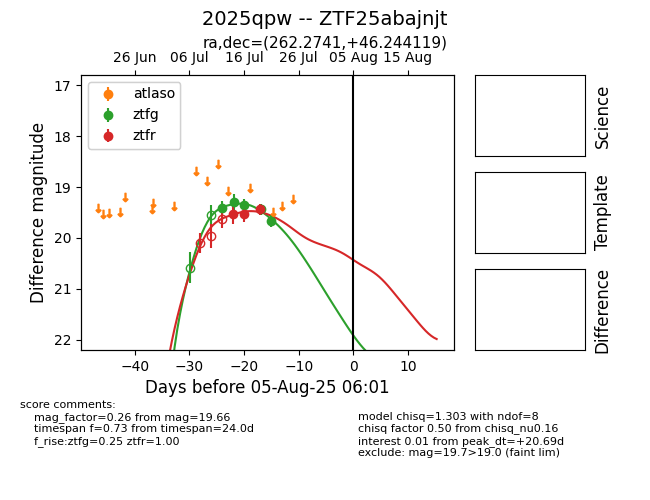 2025qpw -- ZTF25abajnjt
ra,dec=(262.2741,+46.244119)
26 Jun 06 Jul 16 Jul 26 Jul 05 Aug 15 Aug
17
18
19
20
21
22
Difference magnitude
atlaso
ztfg
ztfr
−40 −30 −20 −10 0 10
Days before 05-Aug-25 06:01
Science
Template
Difference
score comments:
mag_factor=0.26 from mag=19.66
timespan f=0.73 from timespan=24.0d
f_rise:ztfg=0.25 ztfr=1.00
model chisq=1.303 with ndof=8
chisq factor 0.50 from chisq_nu0.16
interest 0.01 from peak_dt=+20.69d
exclude: mag=19.7>19.0 (faint lim)